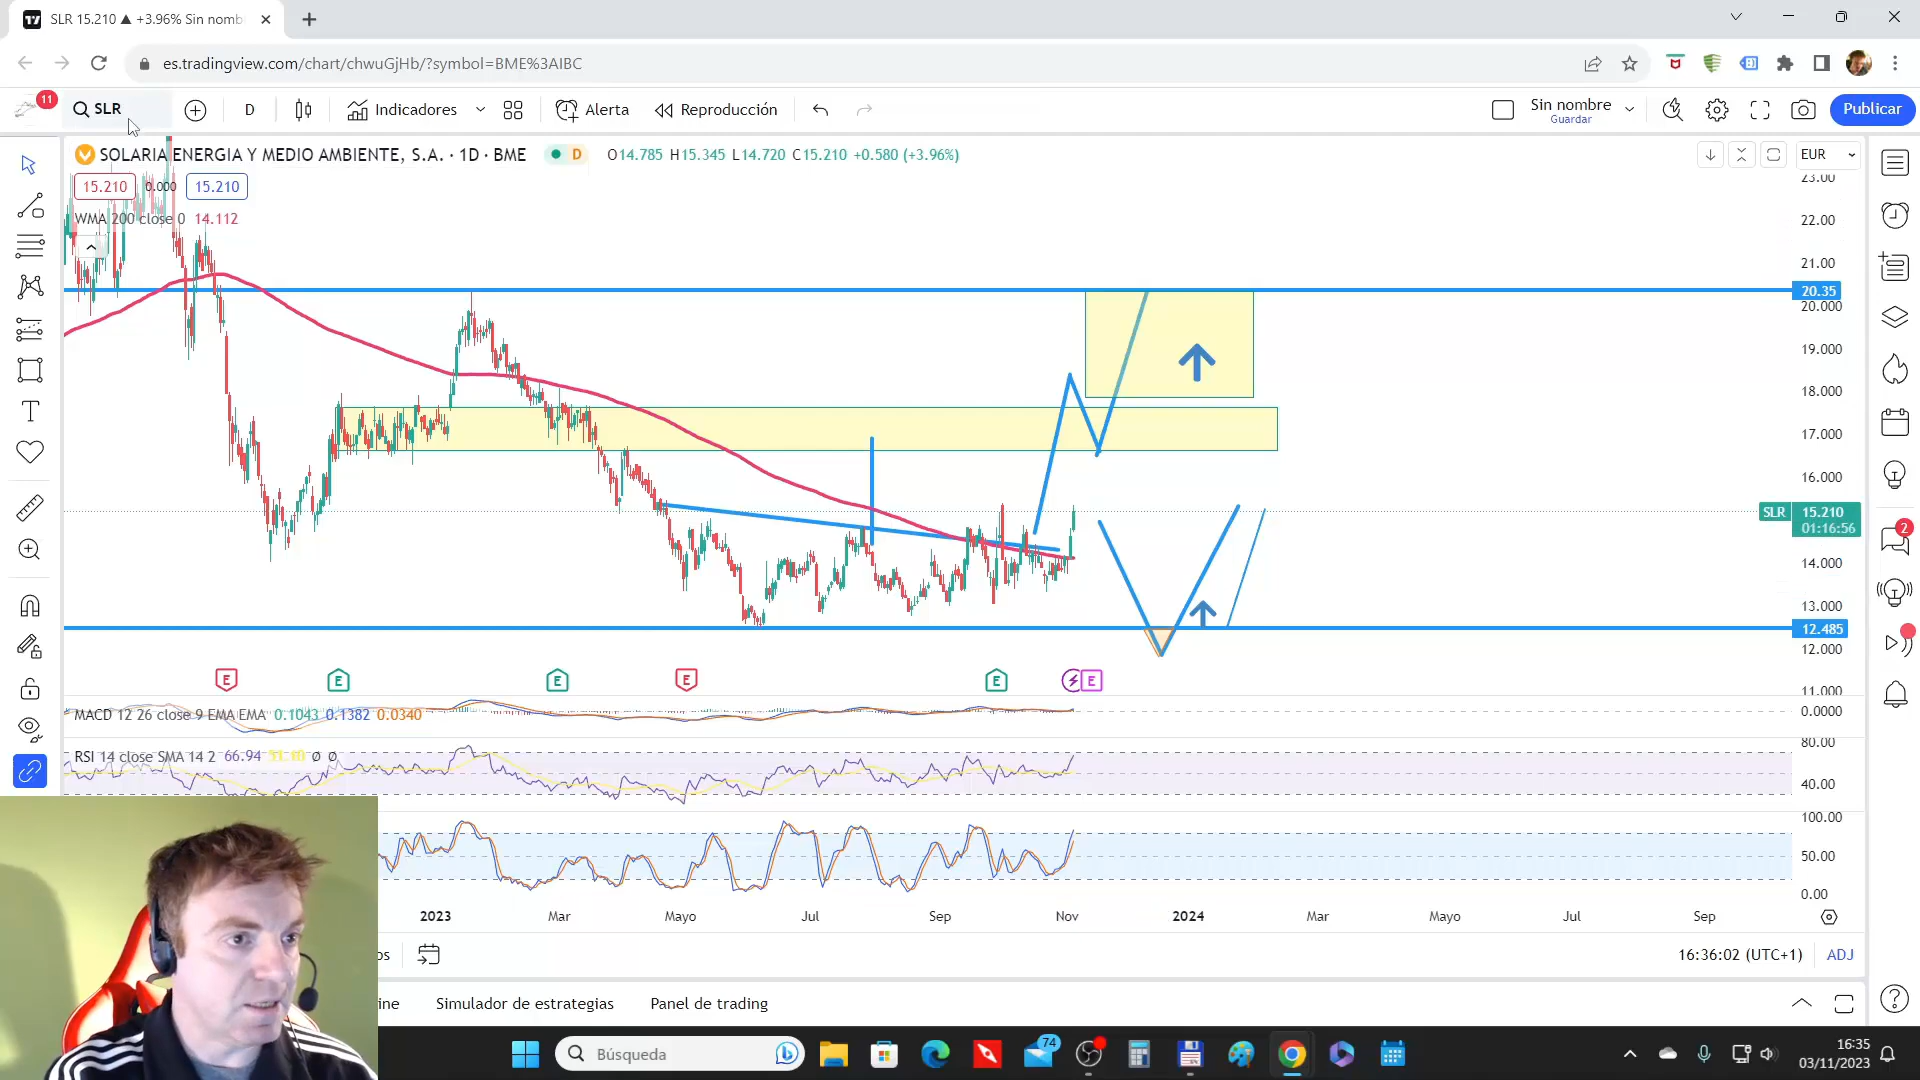 SLR 15.210 ▲ +3.96% Sin nomb
es.tradingview.com/chart/chwuGjHb/?symbol=BME%3AIBC
11
SLR
D
Indicadores
Alerta
Reproducción
Sin nombre
Guardar
Publicar
SOLARIA ENERGIA Y MEDIO AMBIENTE, S.A. · 1D · BME
D
O14.785 H15.345 L14.720 C15.210 +0.580 (+3.96%)
EUR
15.210 0.000 15.210
WMA 200 close 0 14.112
23.00
22.00
21.00
20.35
20.000
19.000
18.000
17.000
16.000
SLR 15.210
01:16:56
14.000
13.000
12.485
12.000
11.000
2
E E E E E E
MACD 12 26 close 9 EMA EMA 0.1043 0.1382 0.0340
0.0000
RSI 14 close SMA 14 2 66.94 Ø Ø
80.00
40.00
100.00
50.00
0.00
2023 Mar Mayo Jul Sep Nov 2024 Mar Mayo Jul Sep
16:36:02 (UTC+1) ADJ
Simulador de estrategias
Panel de trading
Búsqueda
74
16:35
03/11/2023